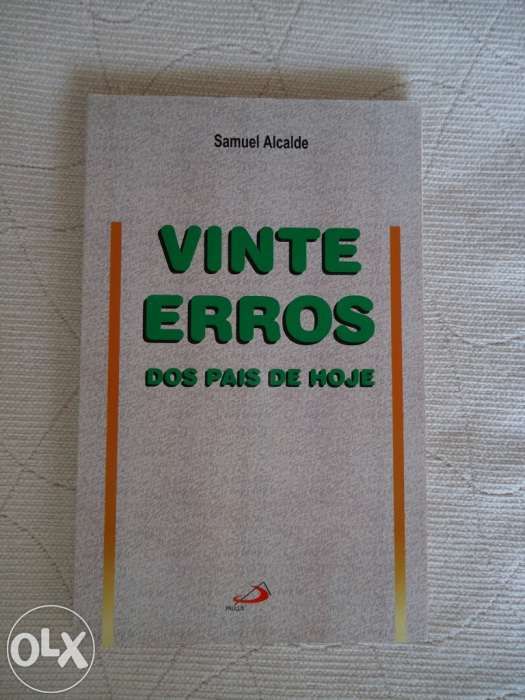 Samuel Alcalde
VINTE
ERROS
DOS PAIS DE HOJE
PAULUS
OLX